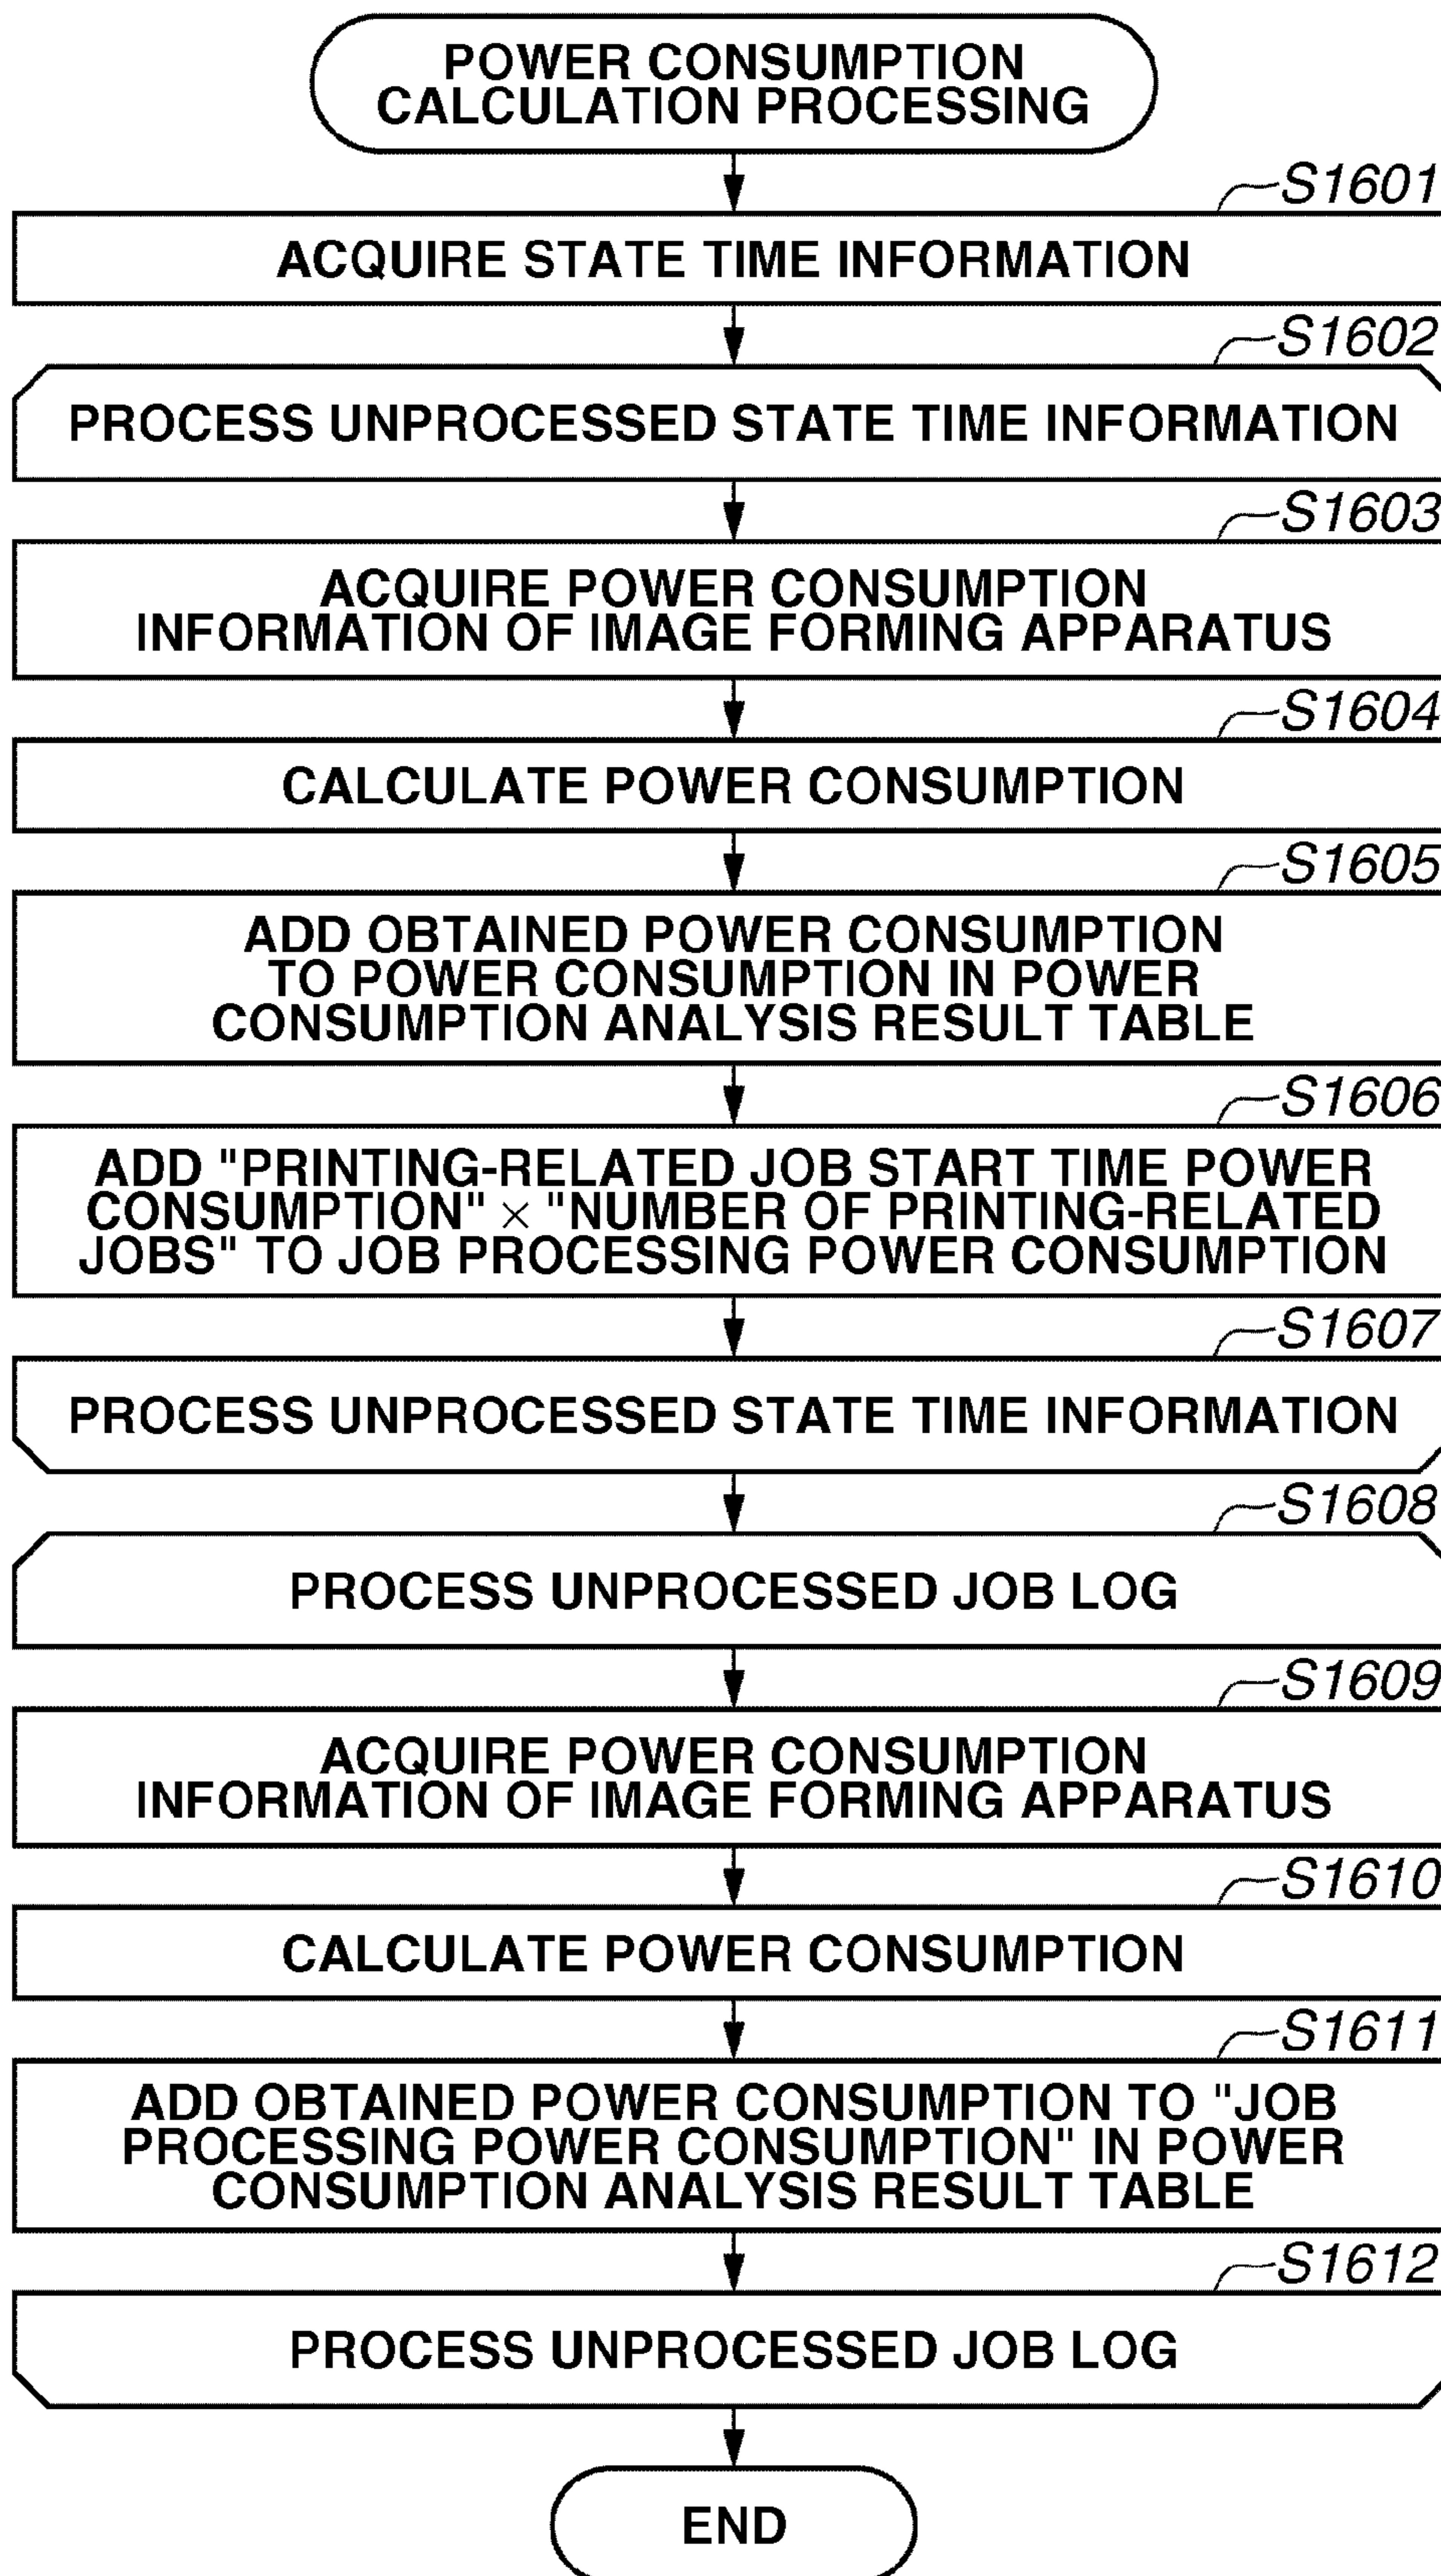 POWER CONSUMPTION
CALCULATION PROCESSING
S1601
ACQUIRE STATE TIME INFORMATION
S1602
PROCESS UNPROCESSED STATE TIME INFORMATION
S1603
ACQUIRE POWER CONSUMPTION
INFORMATION OF IMAGE FORMING APPARATUS
S1604
CALCULATE POWER CONSUMPTION
S1605
ADD OBTAINED POWER CONSUMPTION
TO POWER CONSUMPTION IN POWER
CONSUMPTION ANALYSIS RESULT TABLE
S1606
ADD "PRINTING-RELATED JOB START TIME POWER
CONSUMPTION" × "NUMBER OF PRINTING-RELATED
JOBS" TO JOB PROCESSING POWER CONSUMPTION
S1607
PROCESS UNPROCESSED STATE TIME INFORMATION
S1608
PROCESS UNPROCESSED JOB LOG
S1609
ACQUIRE POWER CONSUMPTION
INFORMATION OF IMAGE FORMING APPARATUS
S1610
CALCULATE POWER CONSUMPTION
S1611
ADD OBTAINED POWER CONSUMPTION TO "JOB
PROCESSING POWER CONSUMPTION" IN POWER
CONSUMPTION ANALYSIS RESULT TABLE
S1612
PROCESS UNPROCESSED JOB LOG
END